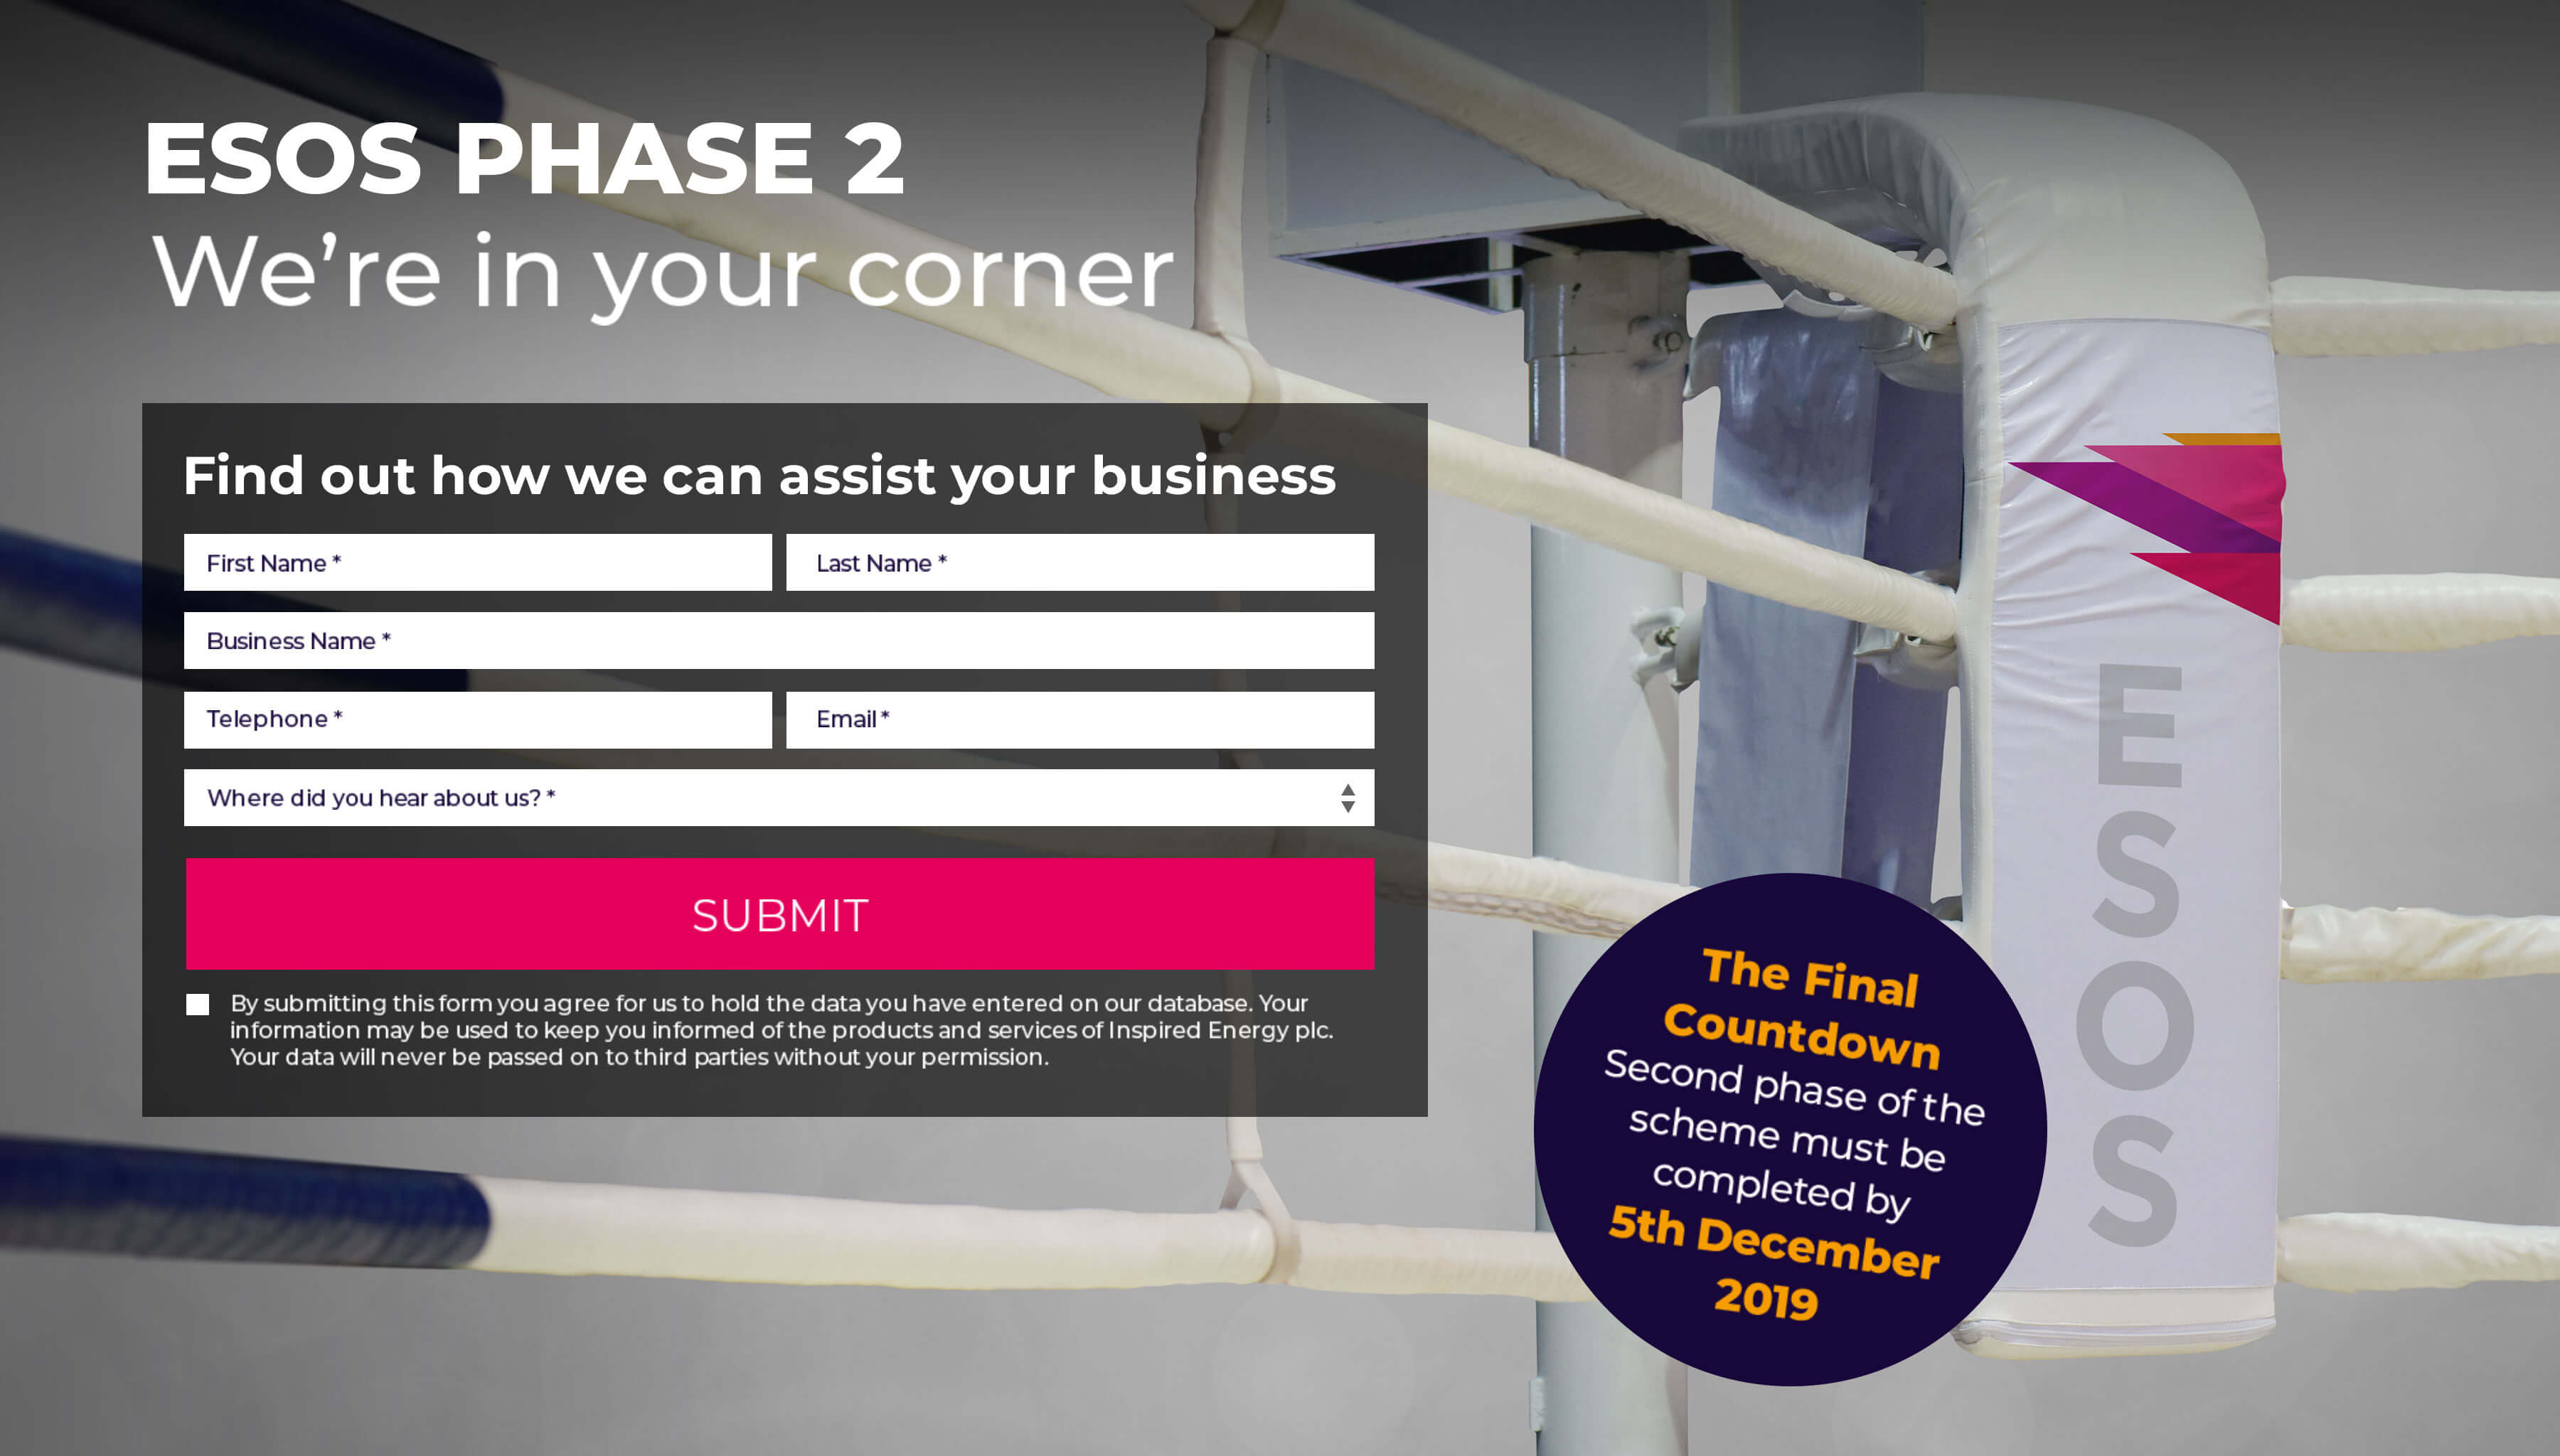 ESOS PHASE 2
We're in your corner
Find out how we can assist your business
First Name *
Last Name *
Business Name *
Telephone *
Email *
Where did you hear about us? *
SUBMIT
By submitting this form you agree for us to hold the data you have entered on our database. Your
information may be used to keep you informed of the products and services of Inspired Energy plc.
Your data will never be passed on to third parties without your permission.
The Final
Countdown
Second phase of the
scheme must be
completed by
5th December
2019
ESOS